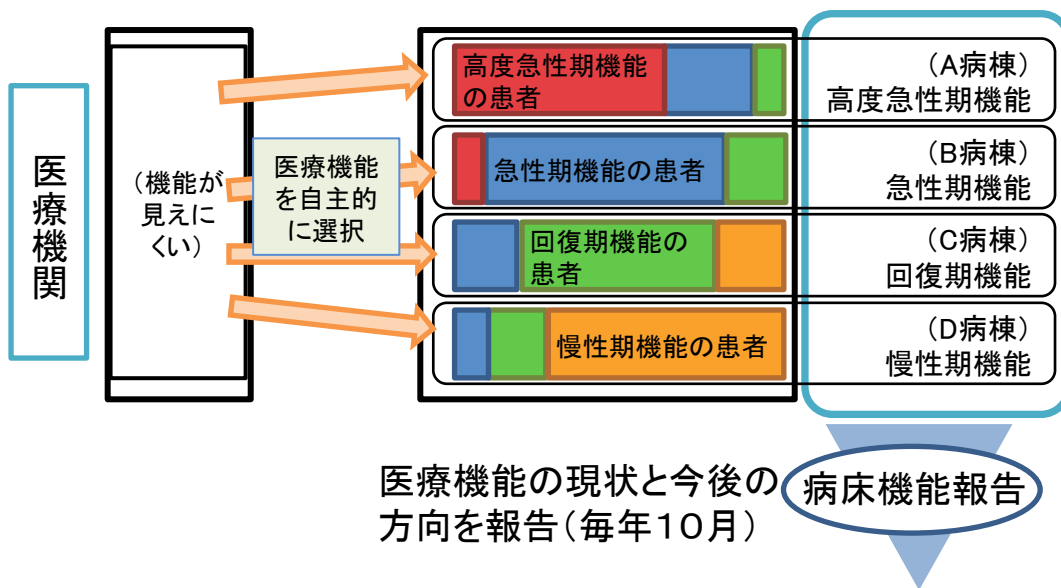 医療機関
(機能が
見えに
くい)
医療機能
を自主的
に選択
高度急性期機能
の患者
(A病棟)
高度急性期機能
急性期機能の患者
(B病棟)
急性期機能
回復期機能の
患者
(C病棟)
回復期機能
慢性期機能の患者
(D病棟)
慢性期機能
医療機能の現状と今後の
方向を報告(毎年10月)
病床機能報告